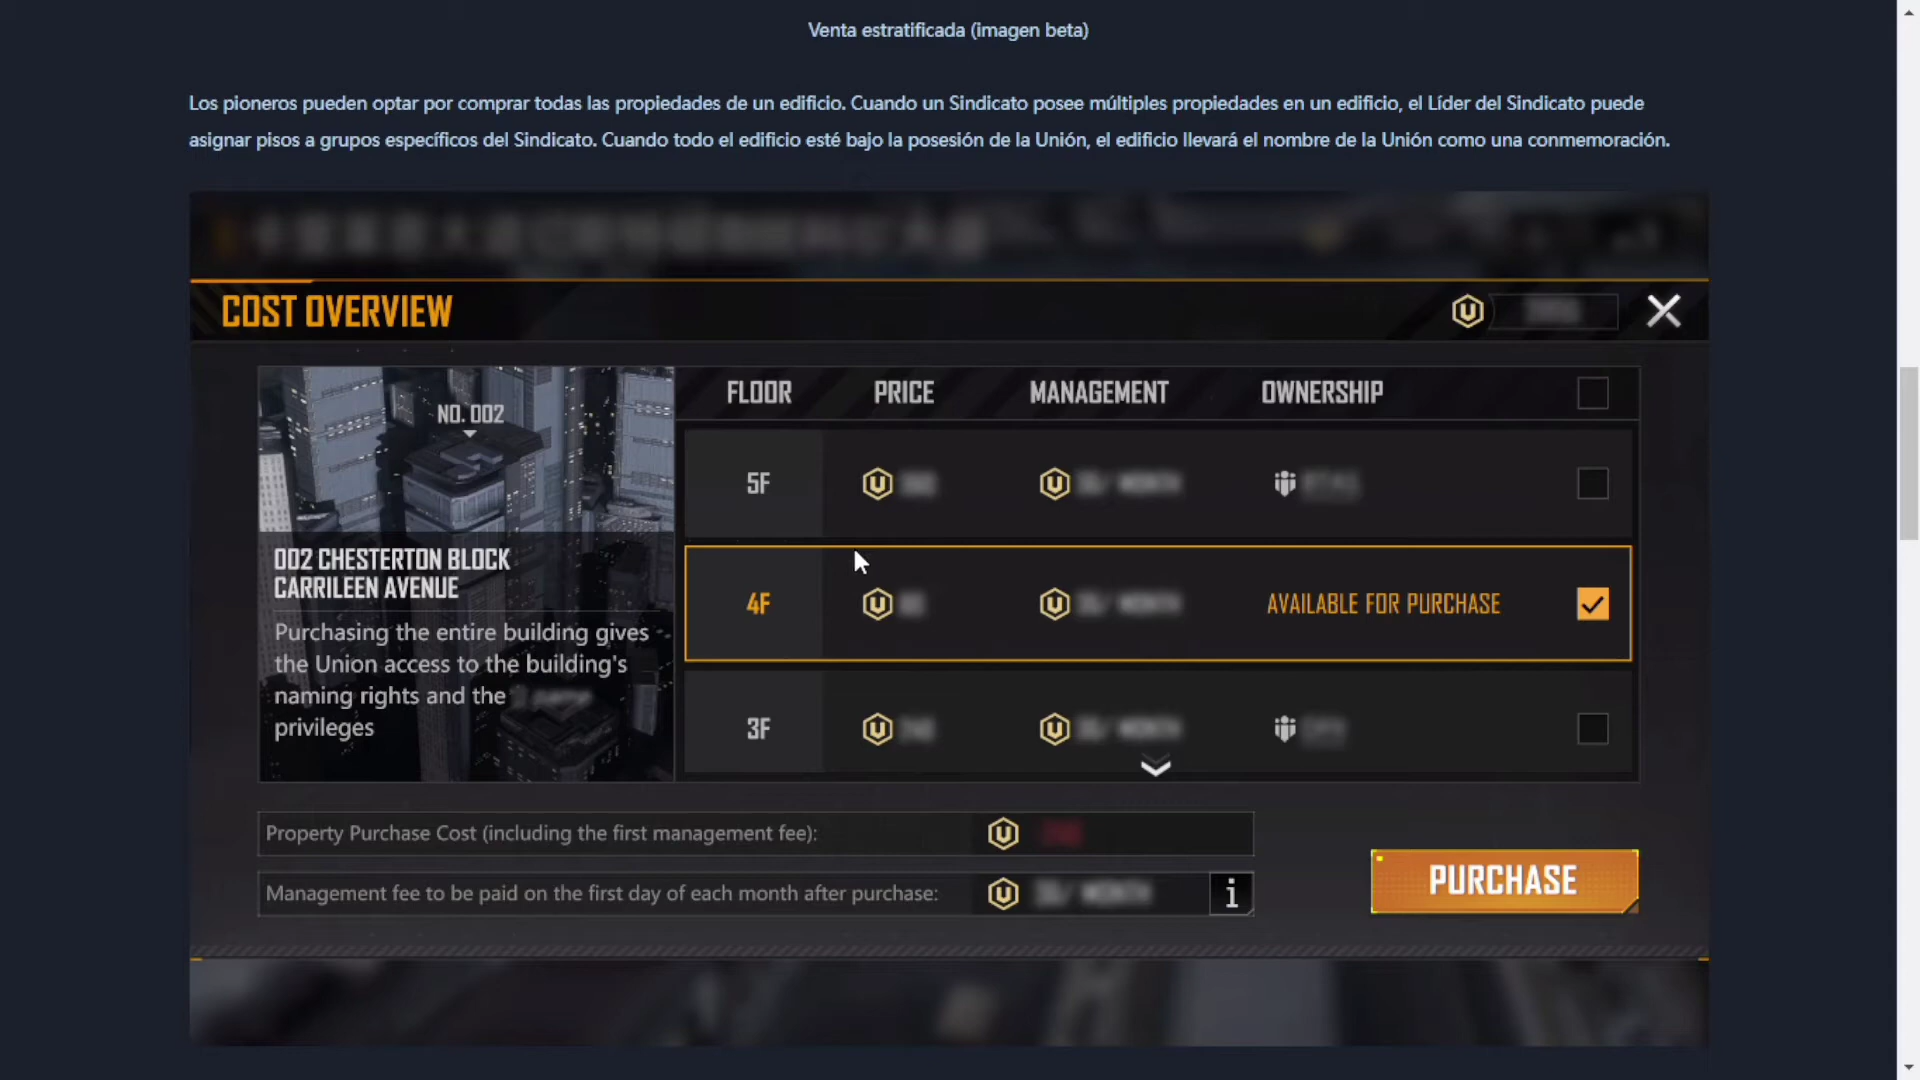 Venta estratificada (imagen beta)
Los pioneros pueden optar por comprar todas las propiedades de un edificio. Cuando un Sindicato posee múltiples propiedades en un edificio, el Líder del Sindicato puede
asignar pisos a grupos específicos del Sindicato. Cuando todo el edificio esté bajo la posesión de la Unión, el edificio llevará el nombre de la Unión como una conmemoración.
COST OVERVIEW
NO. 002
002 CHESTERTON BLOCK
CARRILEEN AVENUE
Purchasing the entire building gives
the Union access to the building's
naming rights and the
privileges
FLOOR PRICE MANAGEMENT OWNERSHIP
5F
4F AVAILABLE FOR PURCHASE
3F
Property Purchase Cost (including the first management fee):
Management fee to be paid on the first day of each month after purchase:
PURCHASE